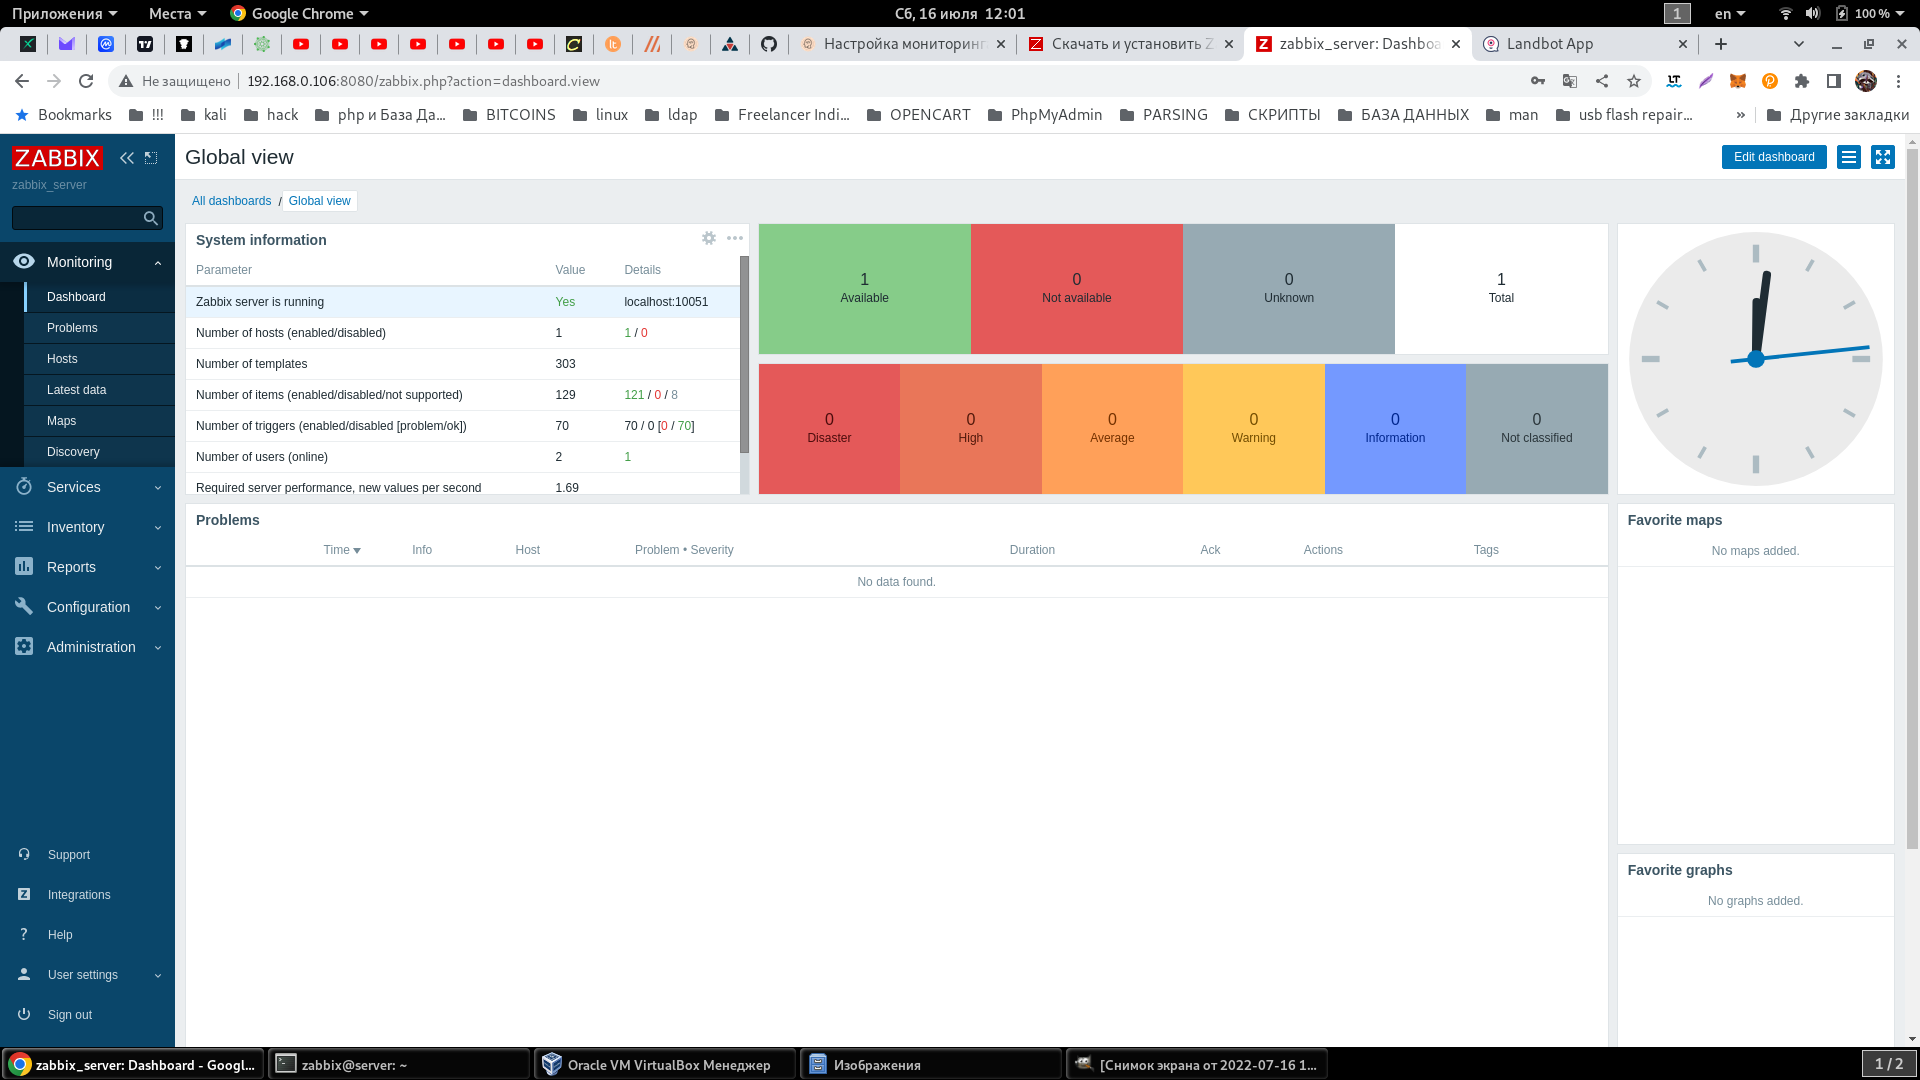 Приложения Места Google Chrome Сб, 16 июля 12:01 1 en 100 %
Настройка мониторинг Скачать и установить Z zabbix_server: Dashboa Landbot App
Не защищено 192.168.0.106:8080/zabbix.php?action=dashboard.view
Bookmarks !!! kali hack php и База Да... BITCOINS linux ldap Freelancer Indi... OPENCART PhpMyAdmin PARSING СКРИПТЫ БАЗА ДАННЫХ man usb flash repair... » Другие закладки
ZABBIX
zabbix_server
Monitoring
Dashboard
Problems
Hosts
Latest data
Maps
Discovery
Services
Inventory
Reports
Configuration
Administration
Support
Integrations
Help
User settings
Sign out
Global view
Edit dashboard
All dashboards / Global view
System information
Parameter Value Details
Zabbix server is running Yes localhost:10051
Number of hosts (enabled/disabled) 1 1 / 0
Number of templates 303
Number of items (enabled/disabled/not supported) 129 121 / 0 / 8
Number of triggers (enabled/disabled [problem/ok]) 70 70 / 0 [0 / 70]
Number of users (online) 2 1
Required server performance, new values per second 1.69
1 0 0 1
Available Not available Unknown Total
0 0 0 0 0 0
Disaster High Average Warning Information Not classified
Problems
Time Info Host Problem • Severity Duration Ack Actions Tags
No data found.
Favorite maps
No maps added.
Favorite graphs
No graphs added.
zabbix_server: Dashboard - Googl... zabbix@server: ~ Oracle VM VirtualBox Менеджер Изображения [Снимок экрана от 2022-07-16 1... 1 / 2